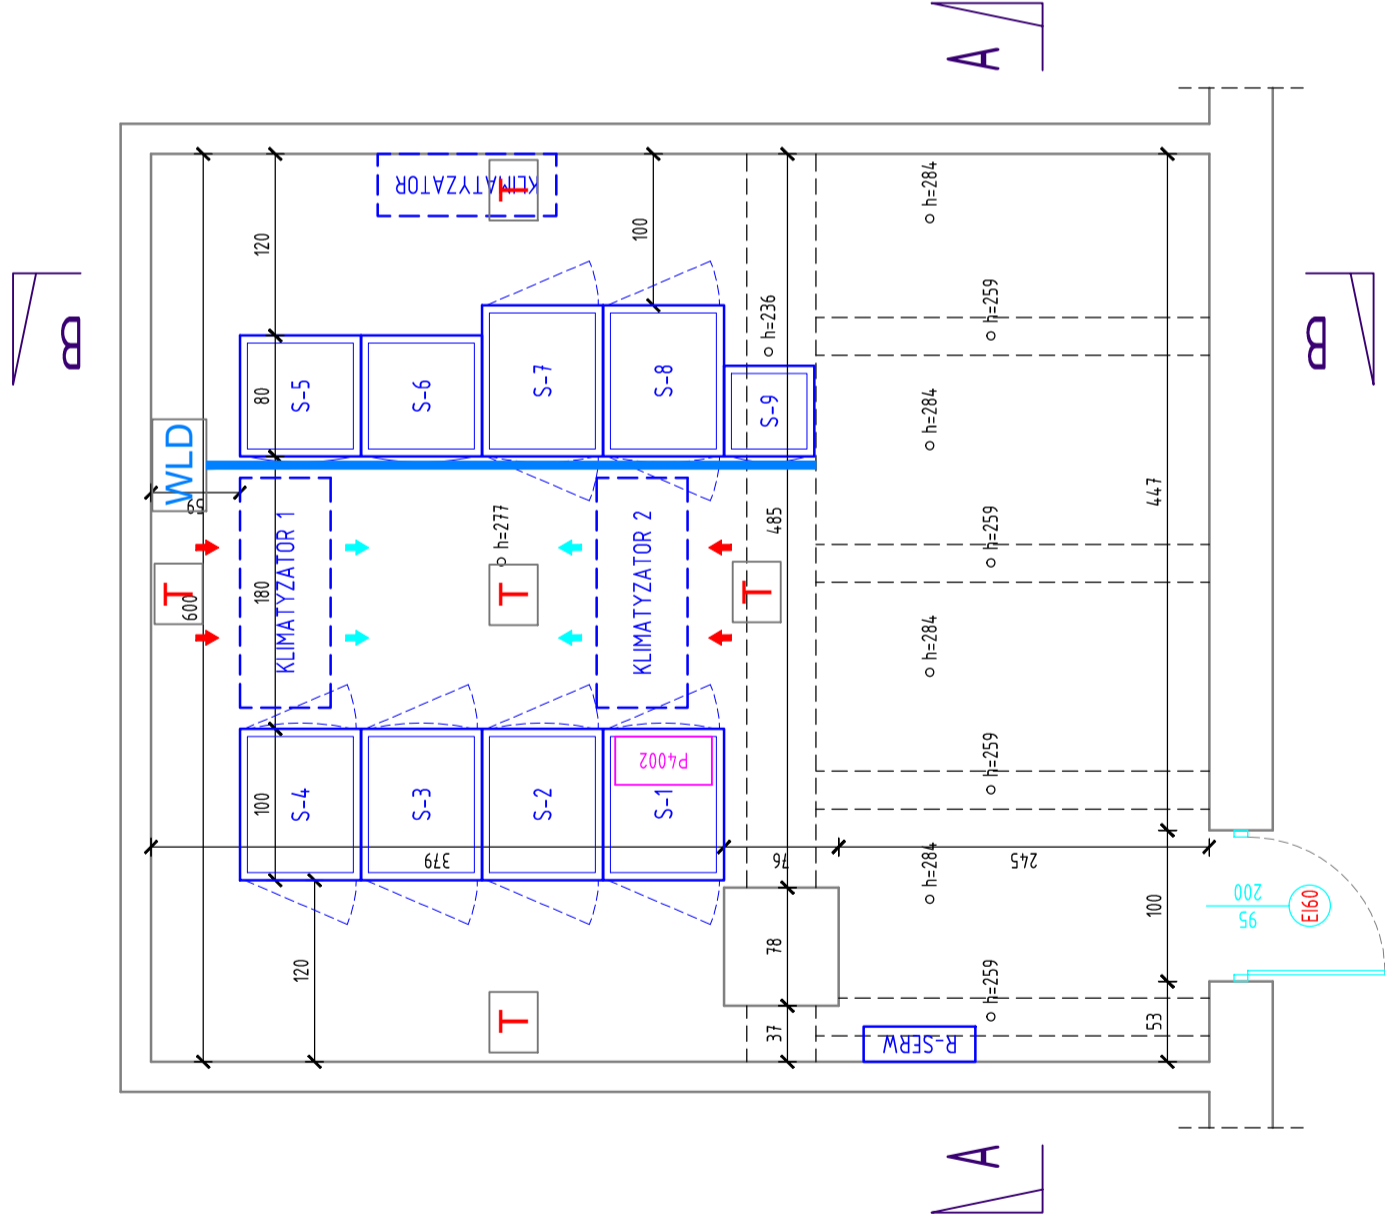 A
B
B
A
WLD
59
600
120
80
180
100
120
KLIMATYZATOR
T
100
S-5
S-6
S-7
S-8
S-9
h=236
h=277
KLIMATYZATOR 1
KLIMATYZATOR 2
T
T
T
T
S-4
S-3
S-2
S-1
P4002
379
76
245
485
78
37
h=284
h=259
h=284
h=259
h=284
h=259
h=284
h=259
447
100
53
R-SERW
200
95
EI60